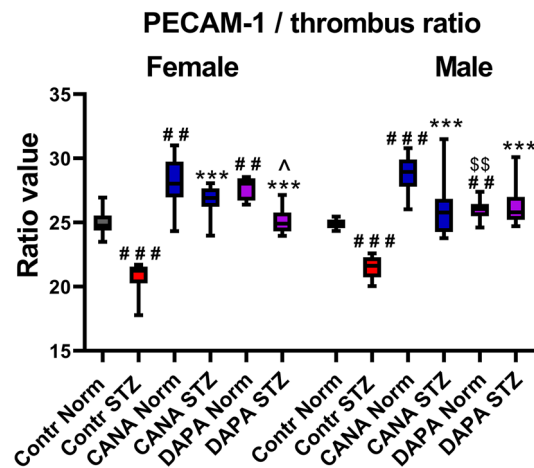 PECAM-1 / thrombus ratio
Female Male
Ratio value
35
30
25
20
15
# # #
# #
***
# #
^
***
# # #
# # #
***
$$
# #
***
Contr Norm
Contr STZ
CANA Norm
CANA STZ
DAPA Norm
DAPA STZ
Contr Norm
Contr STZ
CANA Norm
CANA STZ
DAPA Norm
DAPA STZ